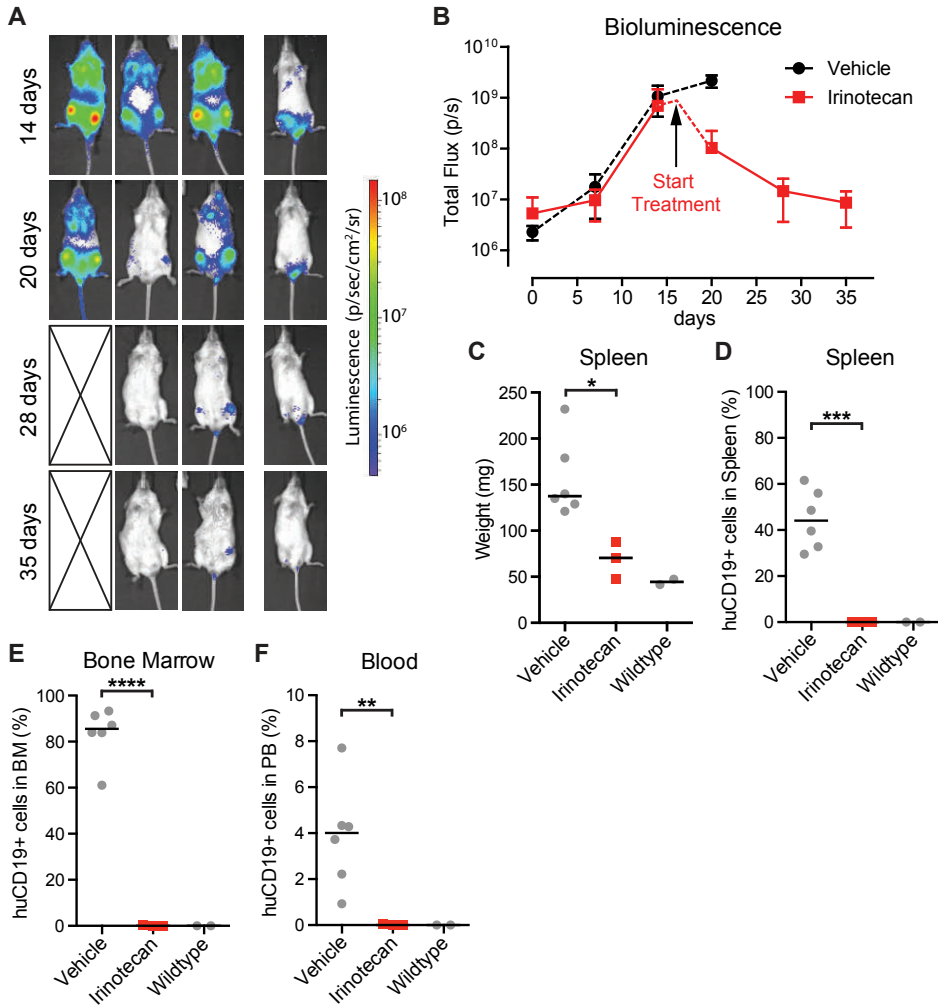 A
14 days
20 days
28 days
35 days
Luminescence (p/sec/cm²/sr)
10⁸
10⁷
10⁶
B
Bioluminescence
Total Flux (p/s)
10¹⁰
10⁹
10⁸
10⁷
10⁶
Vehicle
Irinotecan
Start
Treatment
0 5 10 15 20 25 30 35
days
C
Spleen
*
Weight (mg)
250
200
150
100
50
0
Vehicle
Irinotecan
Wildtype
D
Spleen
***
huCD19+ cells in Spleen (%)
100
80
60
40
20
0
Vehicle
Irinotecan
Wildtype
E
Bone Marrow
****
huCD19+ cells in BM (%)
100
80
60
40
20
0
Vehicle
Irinotecan
Wildtype
F
Blood
**
huCD19+ cells in PB (%)
10
8
6
4
2
0
Vehicle
Irinotecan
Wildtype